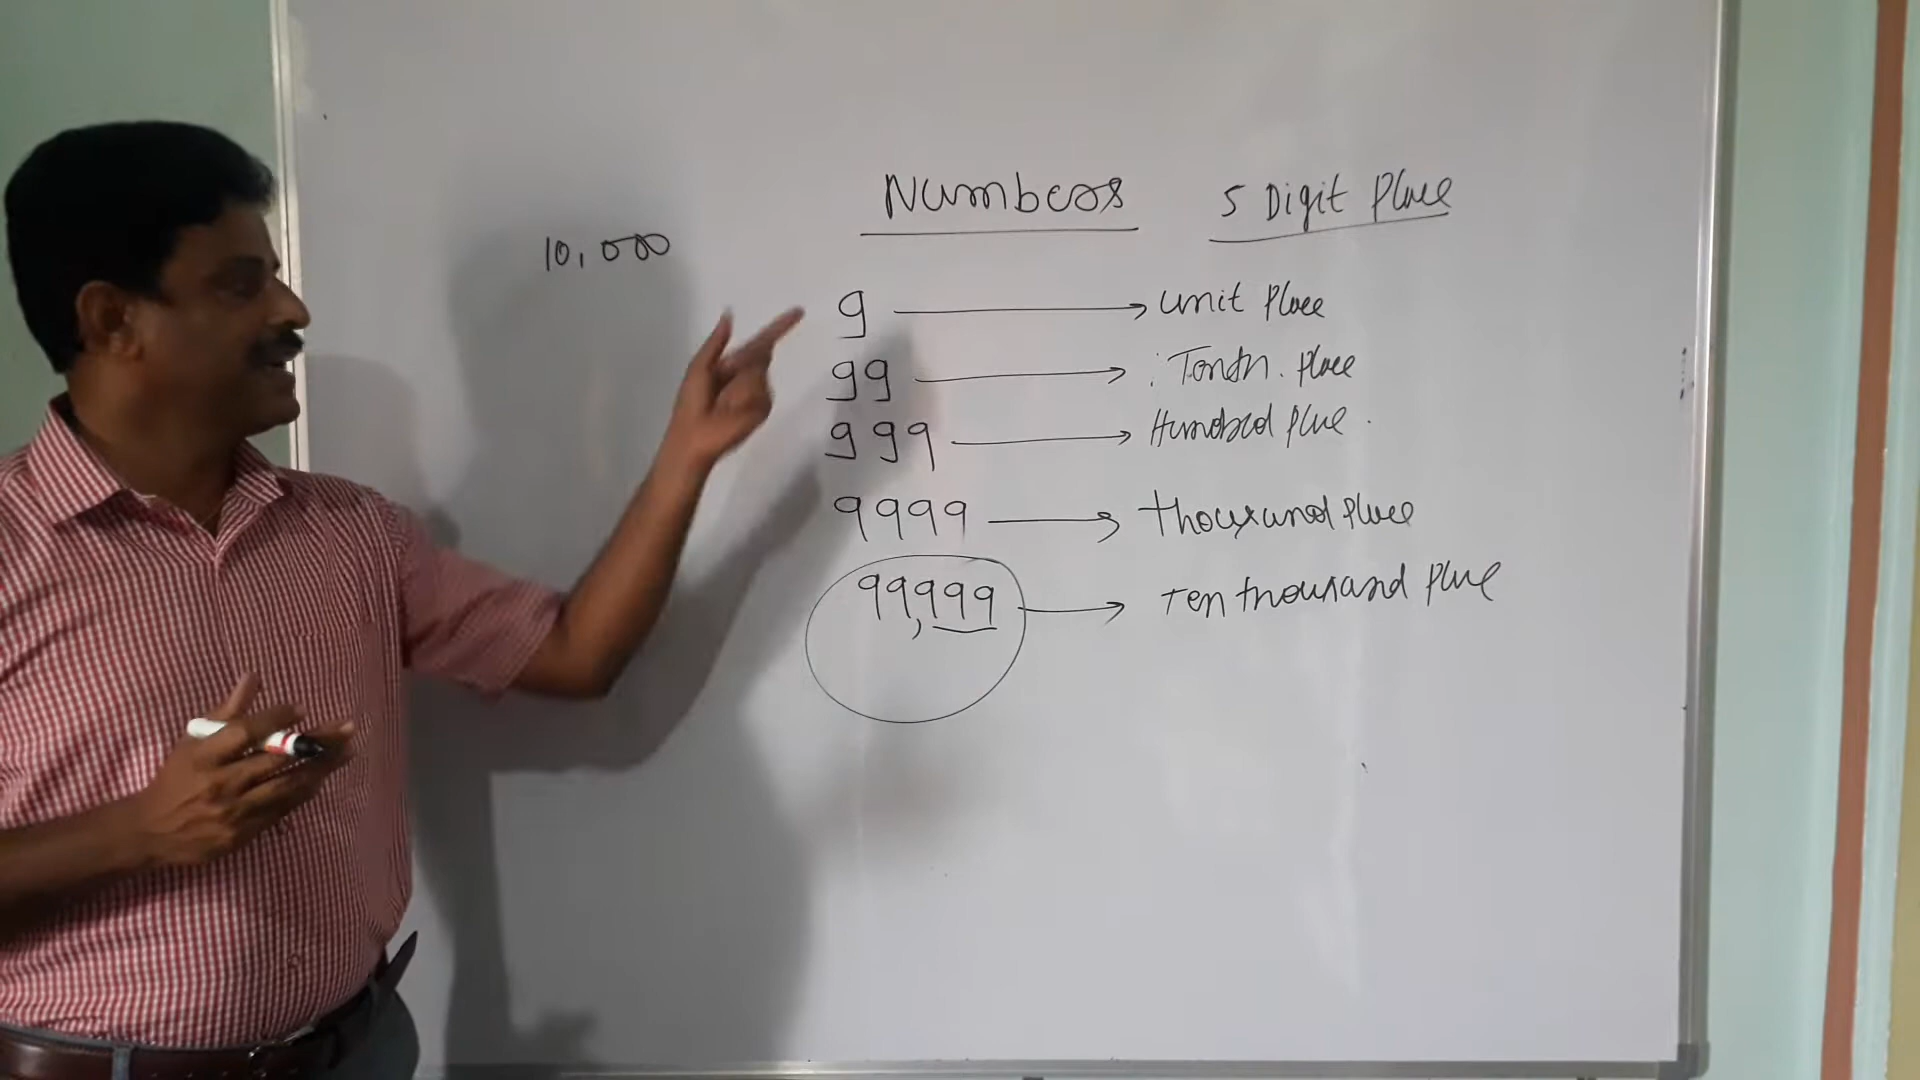 Numbers 5 Digit Place
10,000
9 → unit Place
99 → Tenth. place
999 → Hundred place.
9999 → thousand place
99,999 → Ten thousand place